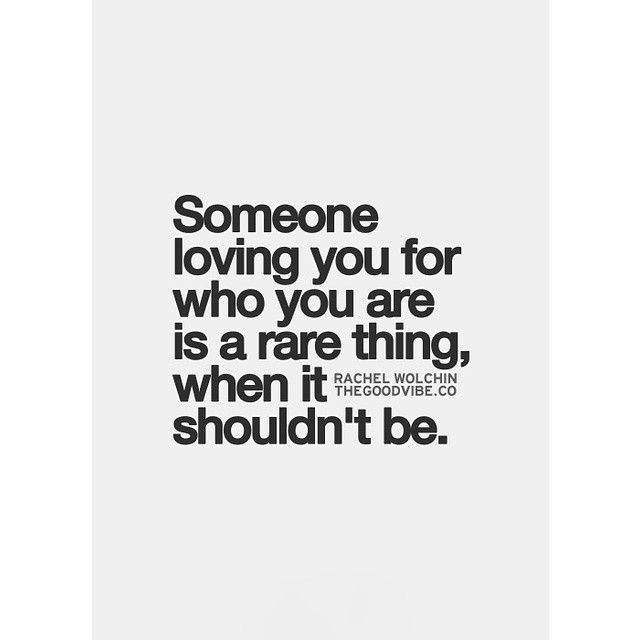 Someone
loving you for
who you are
is a rare thing,
when it
RACHEL WOLCHIN
THEGOODVIBE.CO
shouldn't be.